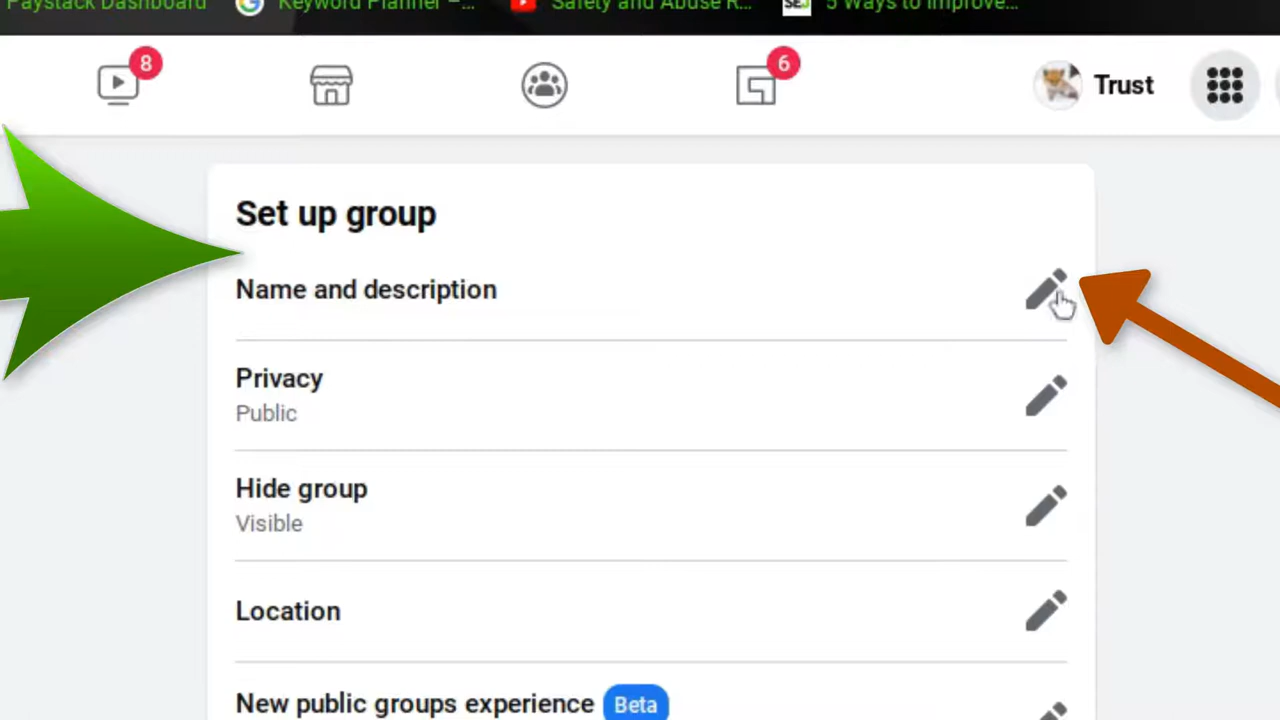 Paystack Dashboard Keyword Planner –... Safety and Abuse R... SEJ 5 Ways to Improve...
8 6 Trust
Set up group
Name and description
Privacy
Public
Hide group
Visible
Location
New public groups experience Beta